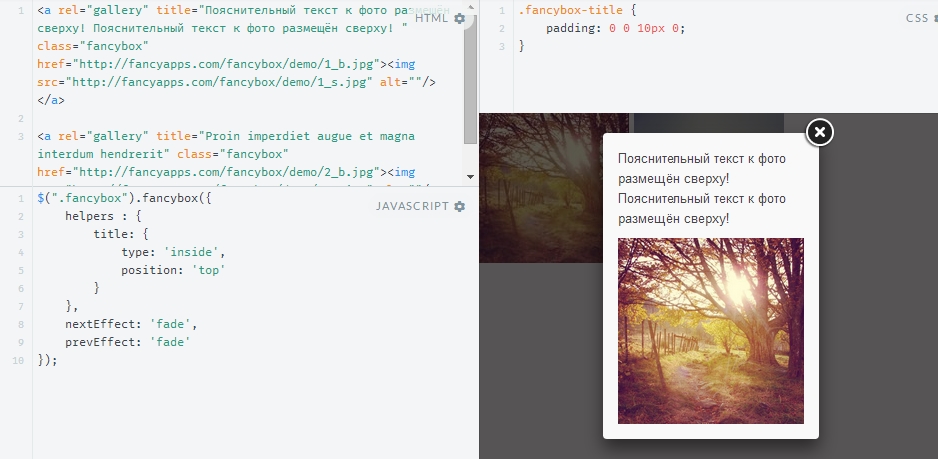 HTML
1 <a rel="gallery" title="Пояснительный текст к фото размещён
сверху! Пояснительный текст к фото размещён сверху! "
class="fancybox"
href="http://fancyapps.com/fancybox/demo/1_b.jpg"><img
src="http://fancyapps.com/fancybox/demo/1_s.jpg" alt=""/>
</a>
2
3 <a rel="gallery" title="Proin imperdiet augue et magna
interdum hendrerit" class="fancybox"
href="http://fancyapps.com/fancybox/demo/2_b.jpg"><img
JAVASCRIPT
1 $(".fancybox").fancybox({
2 helpers : {
3 title: {
4 type: 'inside',
5 position: 'top'
6 }
7 },
8 nextEffect: 'fade',
9 prevEffect: 'fade'
10 });
CSS
1 .fancybox-title {
2 padding: 0 0 10px 0;
3 }
Пояснительный текст к фото
размещён сверху!
Пояснительный текст к фото
размещён сверху!